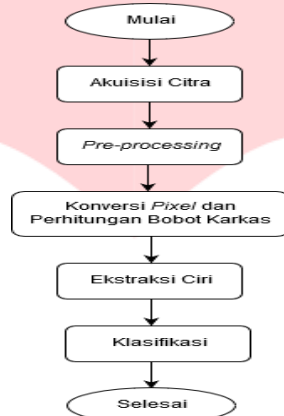 Mulai
Akuisisi Citra
Pre-processing
Konversi Pixel dan
Perhitungan Bobot Karkas
Ekstraksi Ciri
Klasifikasi
Selesai